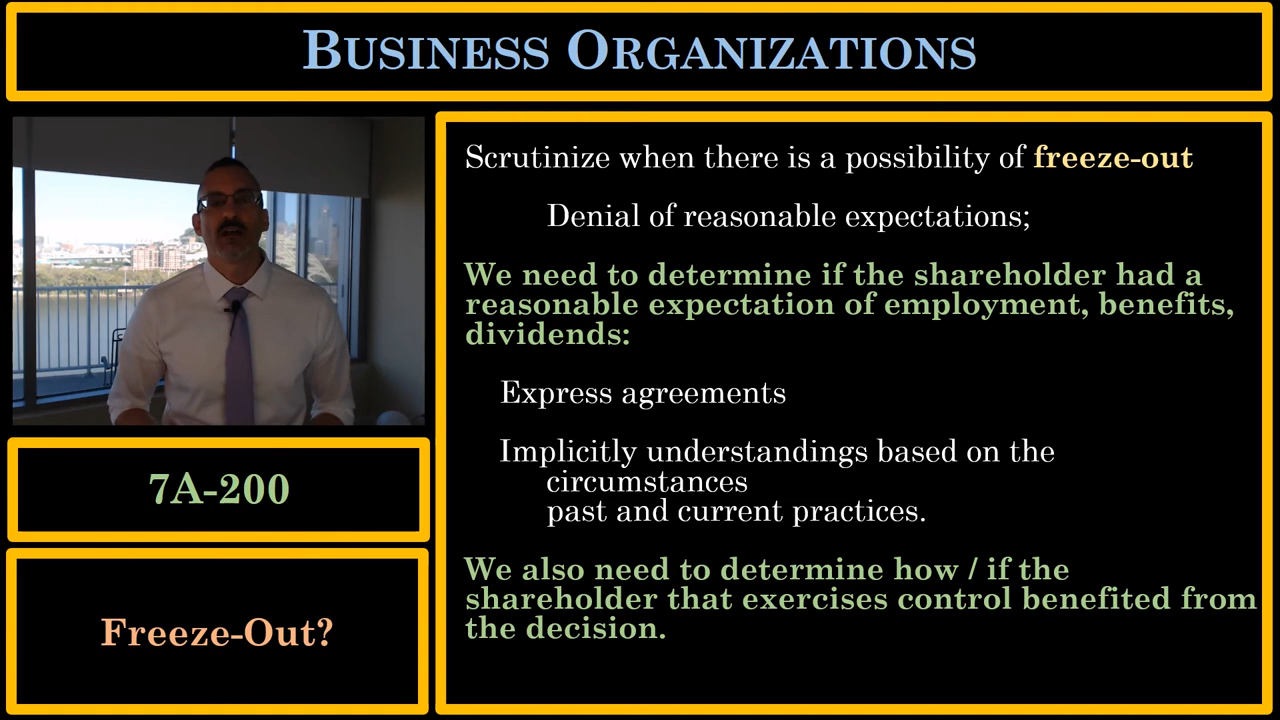 BUSINESS ORGANIZATIONS
Scrutinize when there is a possibility of freeze-out
Denial of reasonable expectations;
We need to determine if the shareholder had a
reasonable expectation of employment, benefits,
dividends:
Express agreements
Implicitly understandings based on the
circumstances
past and current practices.
We also need to determine how / if the
shareholder that exercises control benefited from
the decision.
7A-200
Freeze-Out?